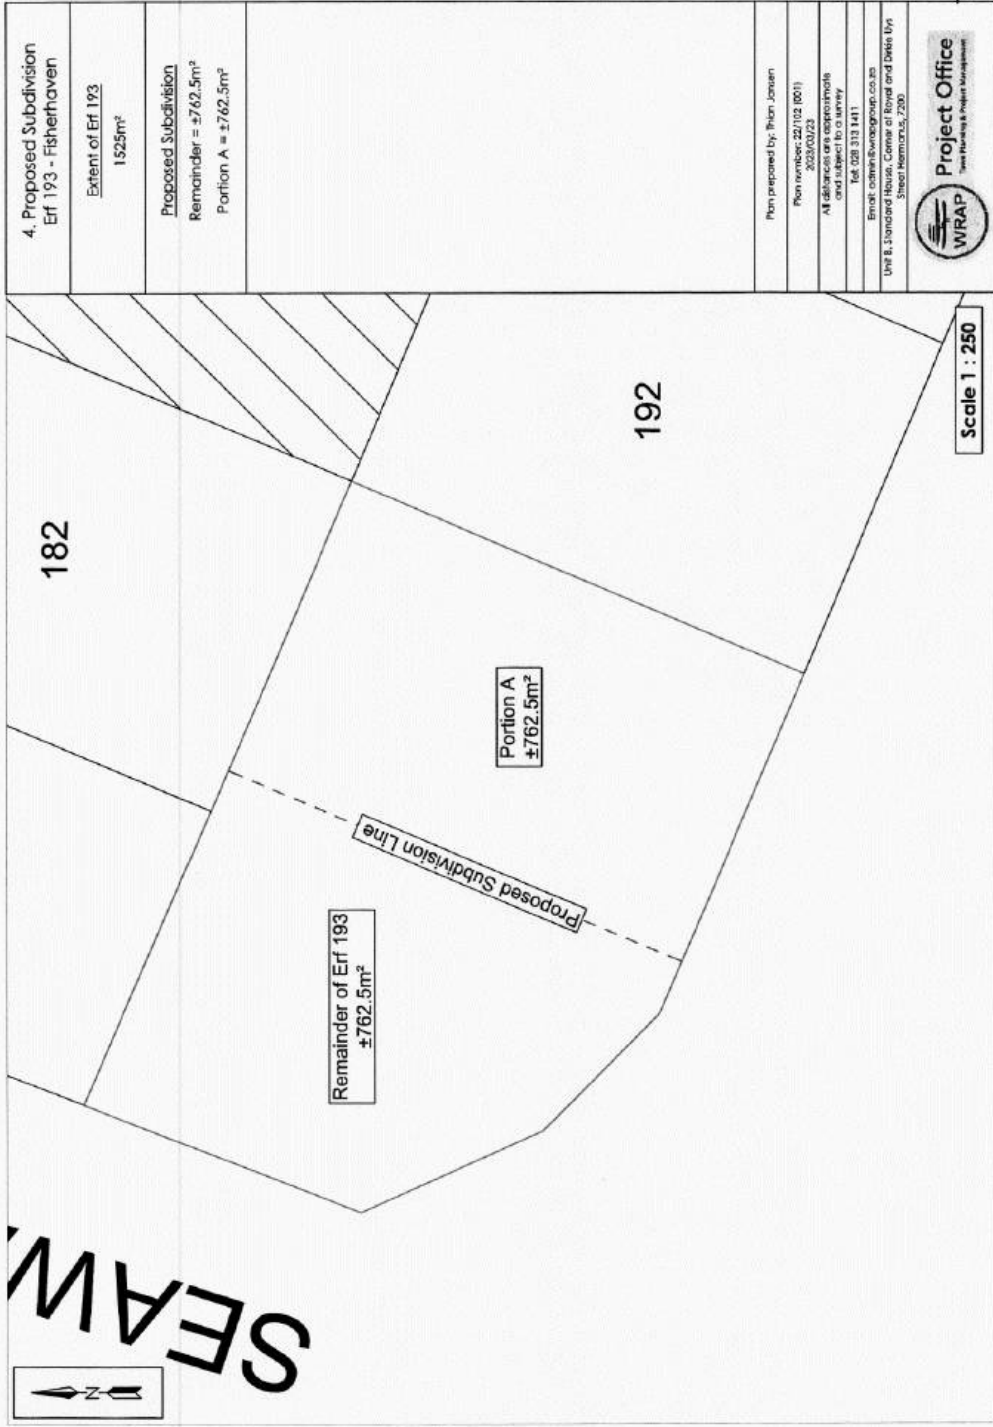 4. Proposed Subdivision
Erf 193 - Fisherhaven
Extent of Erf 193
1525m²
Proposed Subdivision
Remainder = ±762.5m²
Portion A = ±762.5m²
Plan prepared by: Thian Jansen
Plan number: 22/102 (001)
2023/03/23
All distances are approximate
and subject to a survey
Tel: 028 313 1411
Email: admin@wrapgroup.co.za
Unit B, Standard House, Corner of Royal and Dirkie Uys
Street Hermanus, 7200
WRAP
Project Office
Town Planning & Project Management
182
192
Portion A
±762.5m²
Proposed Subdivision Line
Remainder of Erf 193
±762.5m²
SEAW
N
Scale 1 : 250